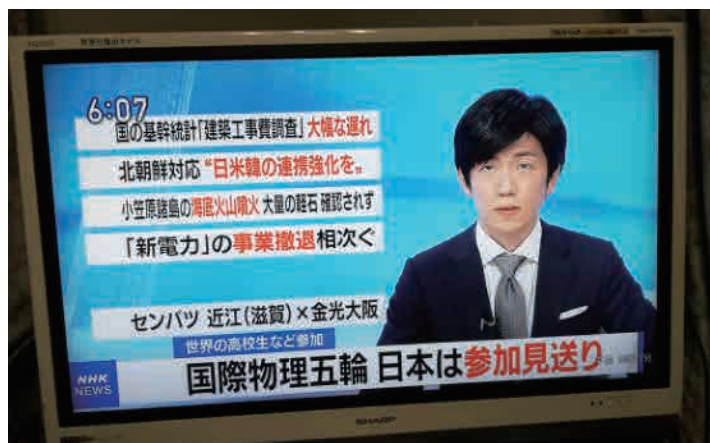 6:07
国の基幹統計「建築工事費調査」大幅な遅れ
北朝鮮対応 “日米韓の連携強化を„
小笠原諸島の海底火山噴火 大量の軽石 確認されず
「新電力」の事業撤退相次ぐ
センバツ 近江(滋賀)×金光大阪
世界の高校生など参加
国際物理五輪 日本は参加見送り
NHK
NEWS
SHARP